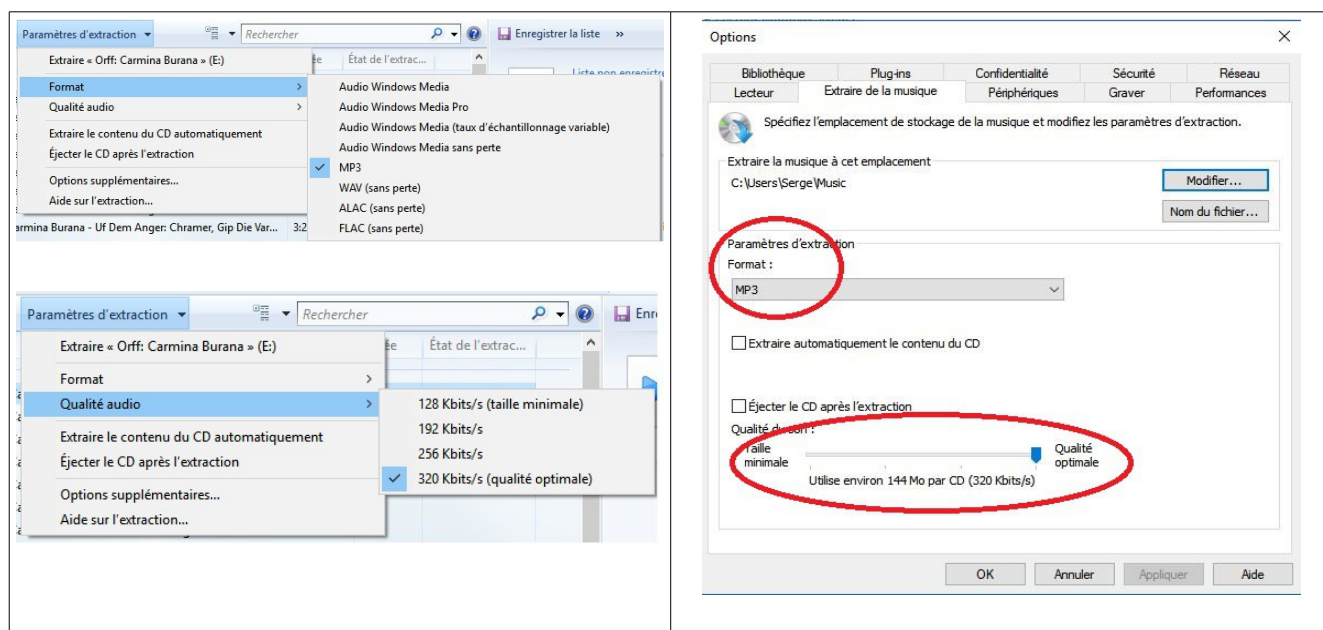 Paramètres d'extraction Rechercher Enregistrer la liste »
Extraire « Orff: Carmina Burana » (E:) État de l'extrac...
Format
Qualité audio
Extraire le contenu du CD automatiquement
Éjecter le CD après l'extraction
Options supplémentaires...
Aide sur l'extraction...
Audio Windows Media
Audio Windows Media Pro
Audio Windows Media (taux d'échantillonnage variable)
Audio Windows Media sans perte
MP3
WAV (sans perte)
ALAC (sans perte)
FLAC (sans perte)
armina Burana - Uf Dem Anger: Chramer, Gip Die Var... 3:2
Paramètres d'extraction Rechercher Enr
Extraire « Orff: Carmina Burana » (E:) État de l'extrac...
Format
Qualité audio
Extraire le contenu du CD automatiquement
Éjecter le CD après l'extraction
Options supplémentaires...
Aide sur l'extraction...
128 Kbits/s (taille minimale)
192 Kbits/s
256 Kbits/s
320 Kbits/s (qualité optimale)
Options
Bibliothèque Plug-ins Confidentialité Sécurité Réseau
Lecteur Extraire de la musique Périphériques Graver Performances
Spécifiez l'emplacement de stockage de la musique et modifiez les paramètres d'extraction.
Extraire la musique à cet emplacement
C:\Users\Serge\Music Modifier...
Nom du fichier...
Paramètres d'extraction
Format :
MP3
Extraire automatiquement le contenu du CD
Éjecter le CD après l'extraction
Qualité du son :
Taille minimale
Qualité optimale
Utilise environ 144 Mo par CD (320 Kbits/s)
OK Annuler Appliquer Aide